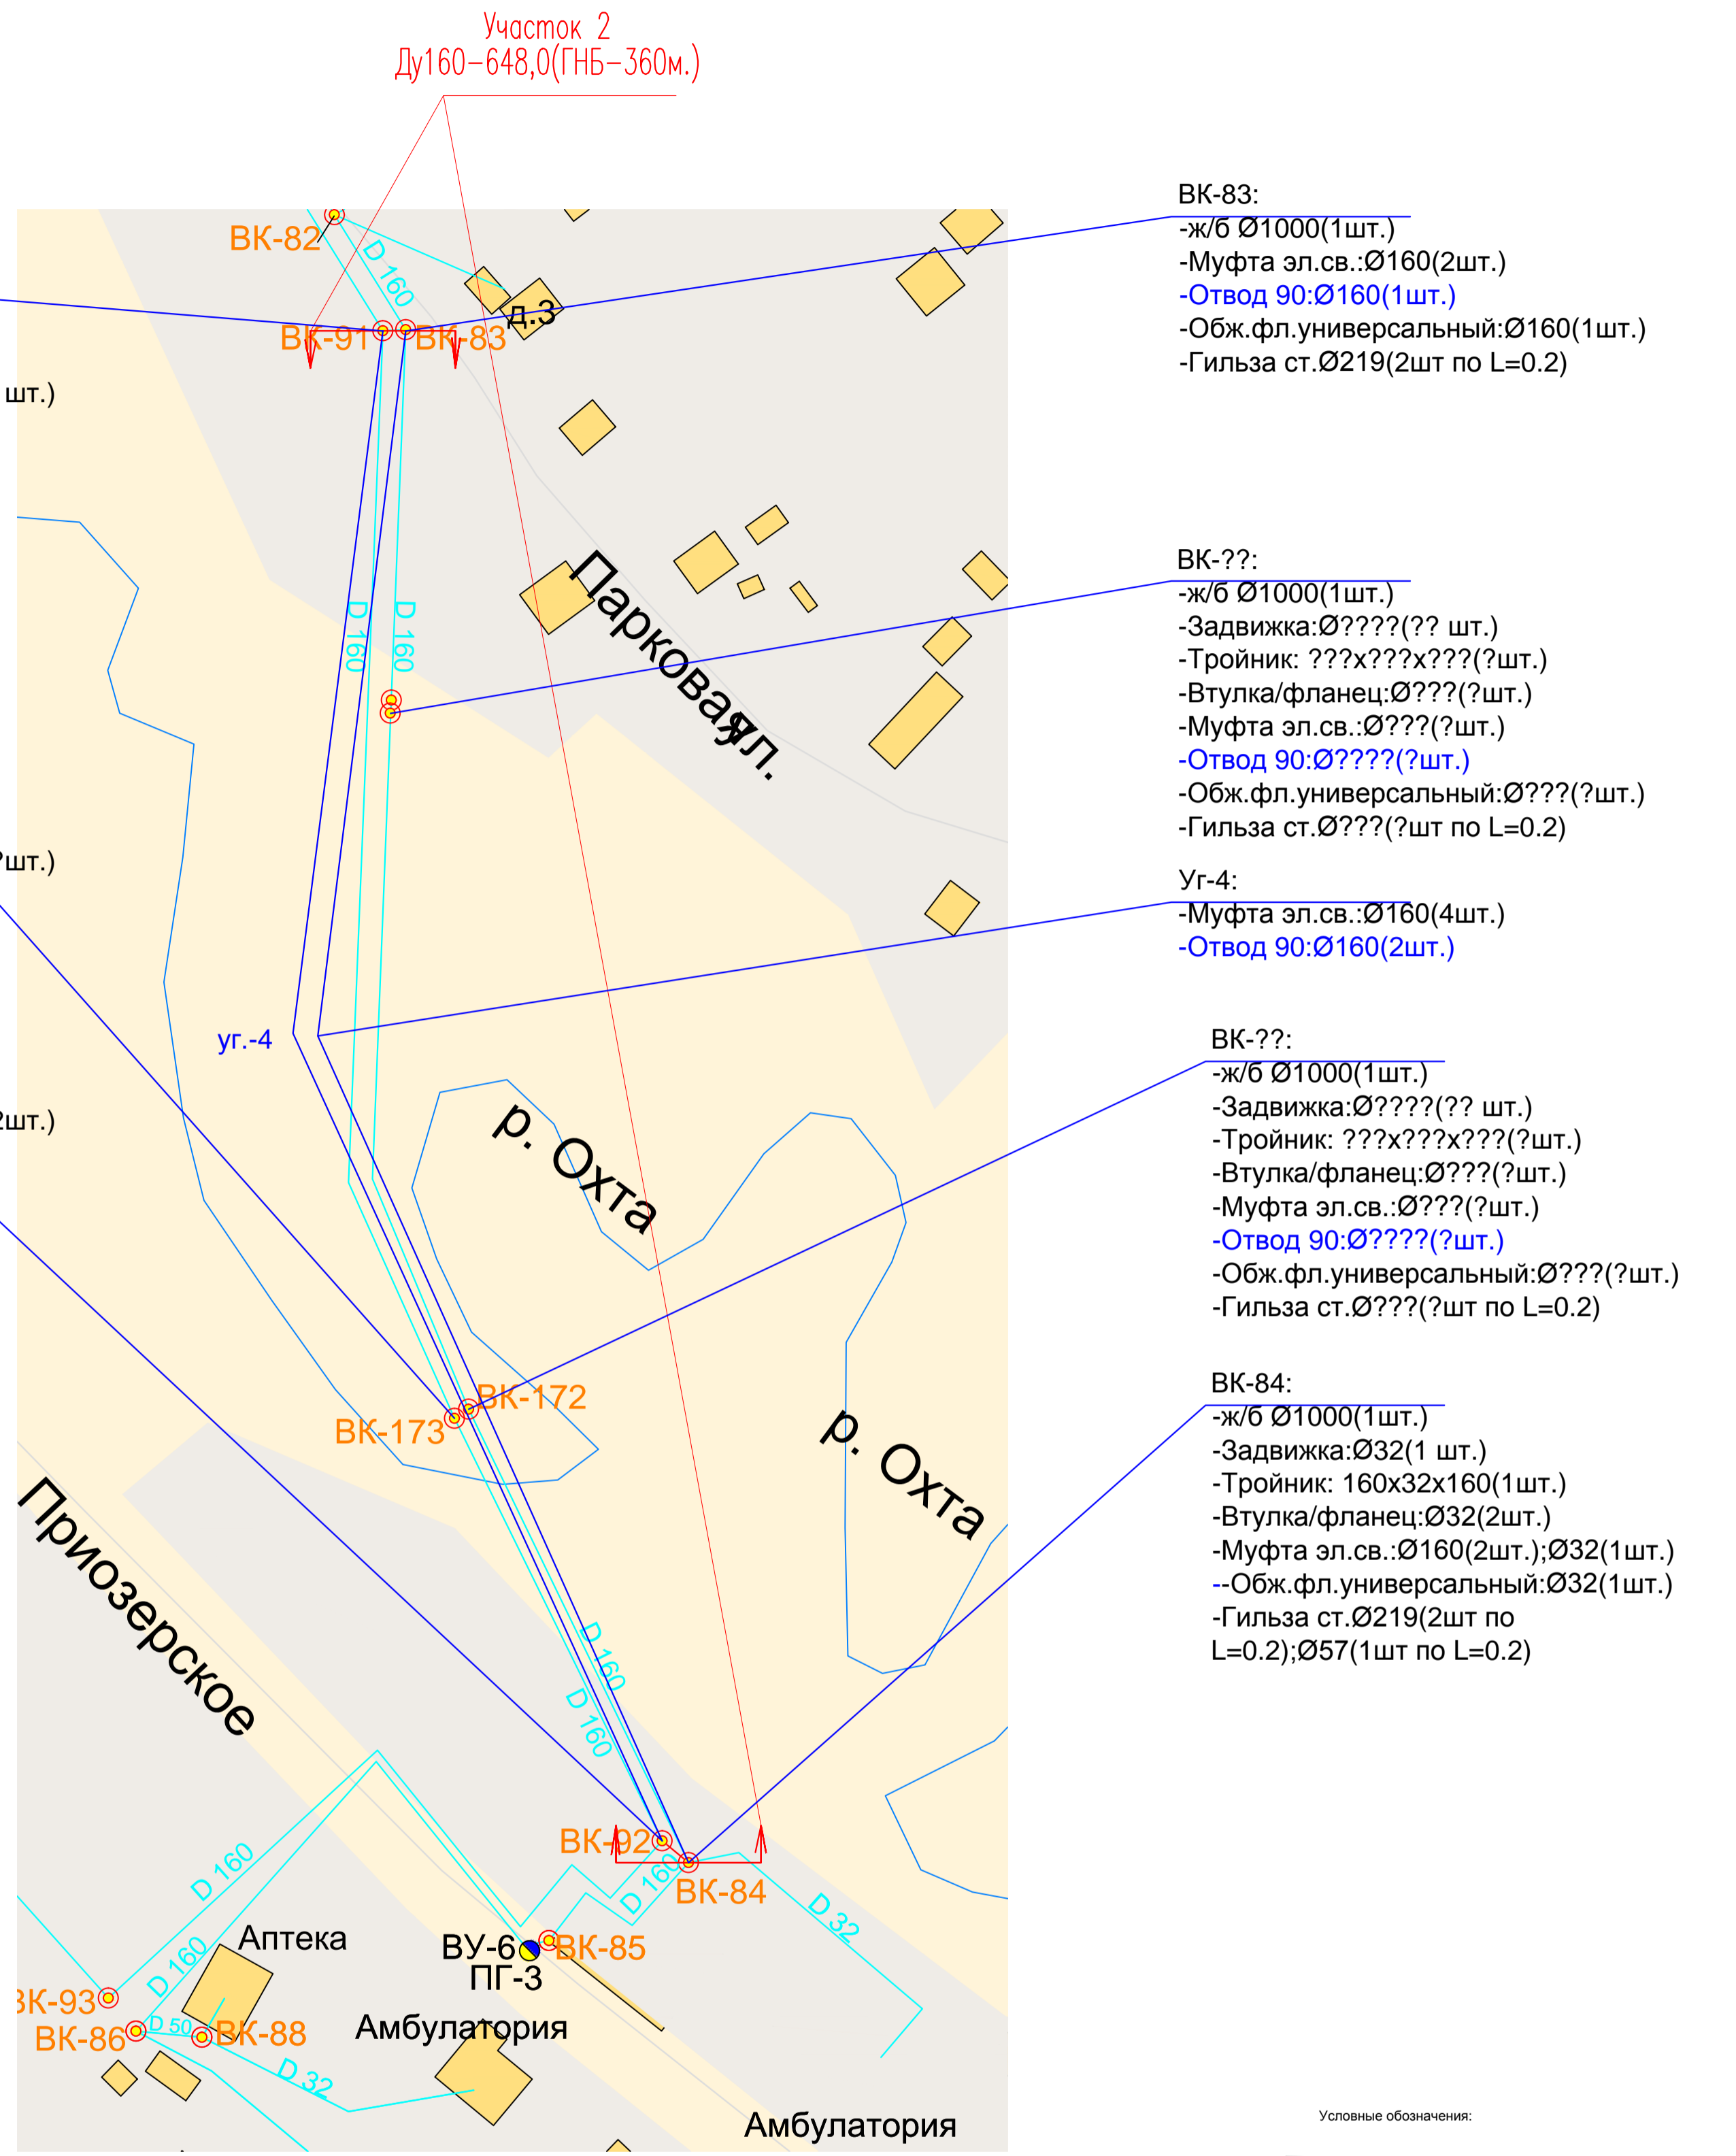 Участок 2
Ду160-648,0(ГНБ-360м.)
ВК-83:
-ж/б Ø1000(1шт.)
-Муфта эл.св.:Ø160(2шт.)
-Отвод 90:Ø160(1шт.)
-Обж.фл.универсальный:Ø160(1шт.)
-Гильза ст.Ø219(2шт по L=0.2)
ВК-82
D 160
д.3
ВК-91
ВК-83
шт.)
ВК-??:
-ж/б Ø1000(1шт.)
-Задвижка:Ø????(?? шт.)
-Тройник: ???х???х???(?шт.)
-Втулка/фланец:Ø???(?шт.)
-Муфта эл.св.:Ø???(?шт.)
-Отвод 90:Ø????(?шт.)
-Обж.фл.универсальный:Ø???(?шт.)
-Гильза ст.Ø???(?шт по L=0.2)
D 160
D 160
Парковая
ул.
?шт.)
Уг-4:
-Муфта эл.св.:Ø160(4шт.)
-Отвод 90:Ø160(2шт.)
уг.-4
2шт.)
р. Охта
ВК-??:
-ж/б Ø1000(1шт.)
-Задвижка:Ø????(?? шт.)
-Тройник: ???х???х???(?шт.)
-Втулка/фланец:Ø???(?шт.)
-Муфта эл.св.:Ø???(?шт.)
-Отвод 90:Ø????(?шт.)
-Обж.фл.универсальный:Ø???(?шт.)
-Гильза ст.Ø???(?шт по L=0.2)
ВК-172
ВК-173
р. Охта
ВК-84:
-ж/б Ø1000(1шт.)
-Задвижка:Ø32(1 шт.)
-Тройник: 160х32х160(1шт.)
-Втулка/фланец:Ø32(2шт.)
-Муфта эл.св.:Ø160(2шт.);Ø32(1шт.)
--Обж.фл.универсальный:Ø32(1шт.)
-Гильза ст.Ø219(2шт по
L=0.2);Ø57(1шт по L=0.2)
Приозерское
D 160
D 160
ВК-92
ВК-84
D 160
D 32
D 160
D 160
Аптека
ВУ-6
ПГ-3
ВК-85
ВК-93
ВК-86
D 50
ВК-88
D 32
Амбулатория
Амбулатория
Условные обозначения: